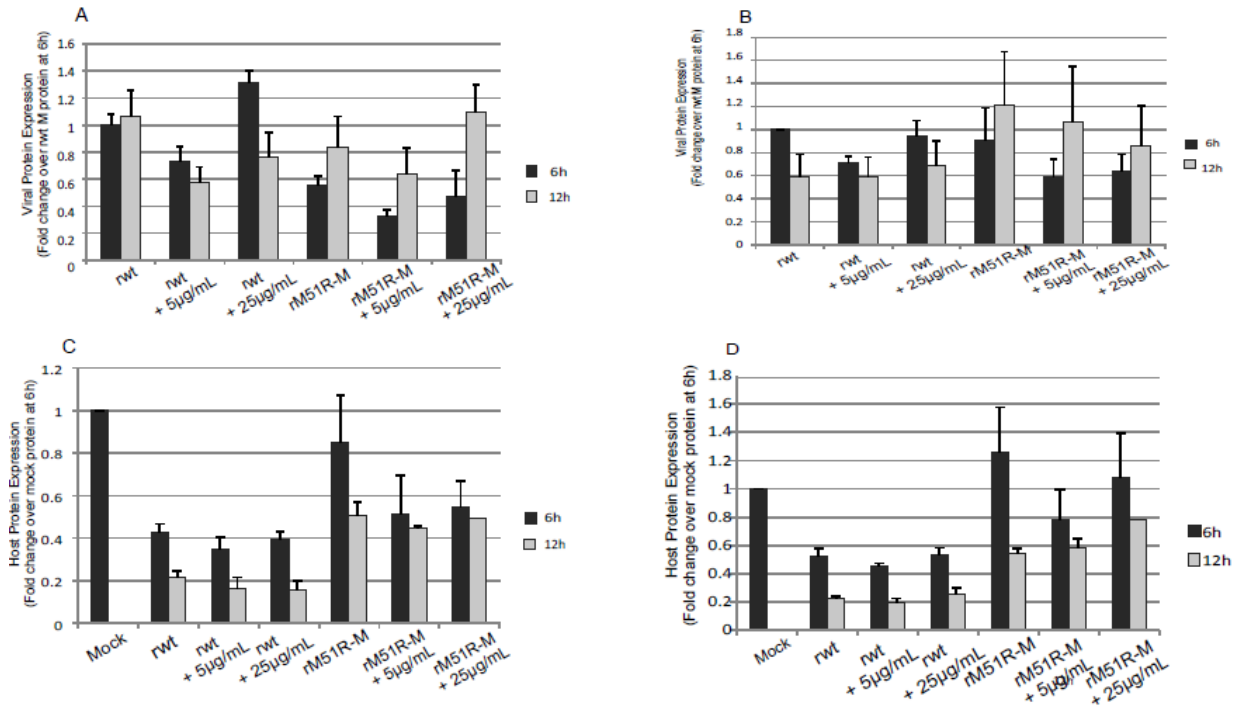 A
Viral Protein Expression
(Fold change over rwt M protein at 6h)
1.6
1.4
1.2
1
0.8
0.6
0.4
0.2
0
rwt
rwt
+ 5µg/mL
rwt
+ 25µg/mL
rM51R-M
rM51R-M
+ 5µg/mL
rM51R-M
+ 25µg/mL
6h
12h
B
Viral Protein Expression
(Fold change over rwt M protein at 6h)
1.8
1.6
1.4
1.2
1
0.8
0.6
0.4
0.2
0
rwt
rwt
+ 5µg/mL
rwt
+ 25µg/mL
rM51R-M
rM51R-M
+ 5µg/mL
rM51R-M
+ 25µg/mL
6h
12h
C
Host Protein Expression
(Fold change over mock protein at 6h)
1.2
1
0.8
0.6
0.4
0.2
0
Mock
rwt
rwt
+ 5µg/mL
rwt
+ 25µg/mL
rM51R-M
rM51R-M
+ 5µg/mL
rM51R-M
+ 25µg/mL
6h
12h
D
Host Protein Expression
(Fold change over mock protein at 6h)
1.8
1.6
1.4
1.2
1
0.8
0.6
0.4
0.2
0
Mock
rwt
rwt
+ 5µg/mL
rwt
+ 25µg/mL
rM51R-M
rM51R-M
+ 5µg/mL
rM51R-M
+ 25µg/mL
6h
12h